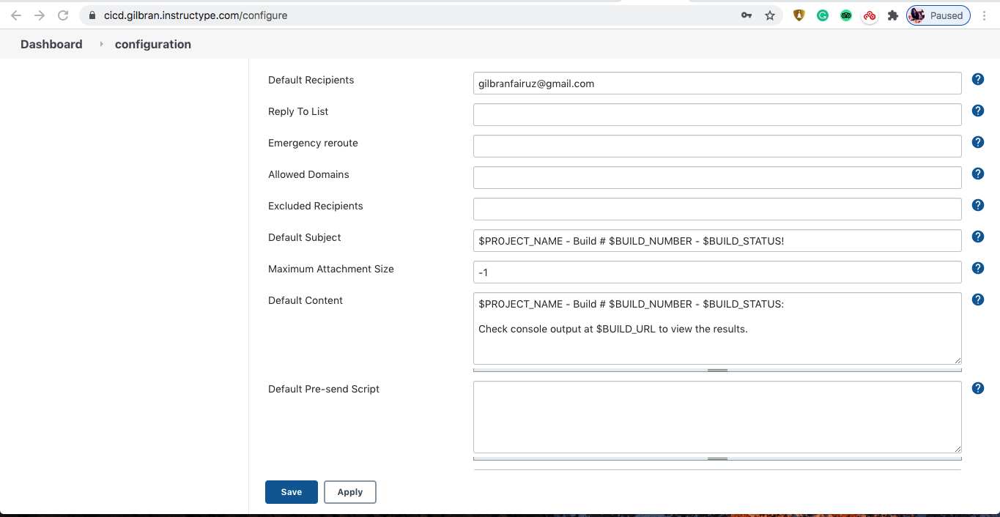 cicd.gilbran.instructype.com/configure
Paused
Dashboard
configuration
Default Recipients
gilbranfairuz@gmail.com
Reply To List
Emergency reroute
Allowed Domains
Excluded Recipients
Default Subject
$PROJECT_NAME - Build # $BUILD_NUMBER - $BUILD_STATUS!
Maximum Attachment Size
-1
Default Content
$PROJECT_NAME - Build # $BUILD_NUMBER - $BUILD_STATUS:
Check console output at $BUILD_URL to view the results.
Default Pre-send Script
Save
Apply